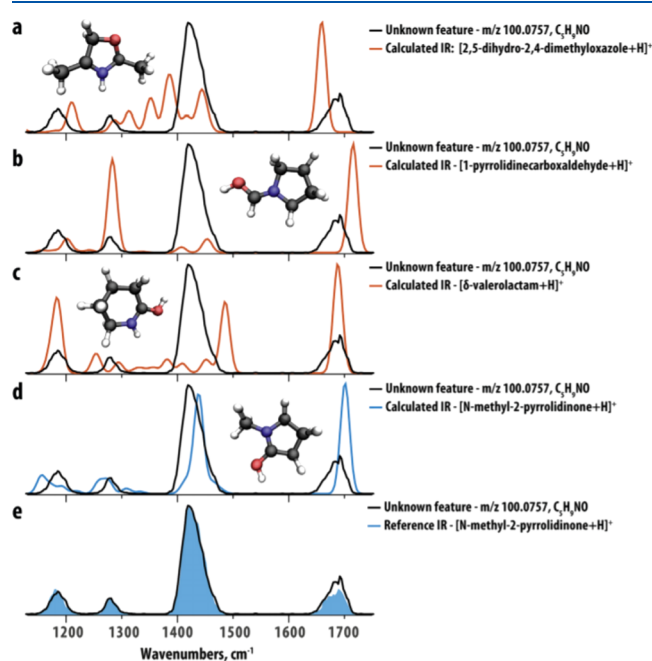 a
Unknown feature - m/z 100.0757, C₅H₉NO
Calculated IR: [2,5-dihydro-2,4-dimethyloxazole+H]⁺
b
Unknown feature - m/z 100.0757, C₅H₉NO
Calculated IR - [1-pyrrolidinecarboxaldehyde+H]⁺
c
Unknown feature - m/z 100.0757, C₅H₉NO
Calculated IR - [δ-valerolactam+H]⁺
d
Unknown feature - m/z 100.0757, C₅H₉NO
Calculated IR - [N-methyl-2-pyrrolidinone+H]⁺
e
Unknown feature - m/z 100.0757, C₅H₉NO
Reference IR - [N-methyl-2-pyrrolidinone+H]⁺
1200 1300 1400 1500 1600 1700
Wavenumbers, cm⁻¹